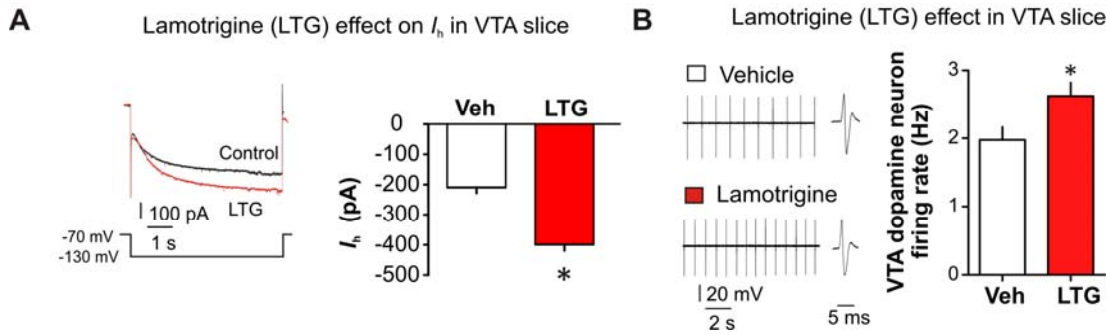 A
Lamotrigine (LTG) effect on Ih in VTA slice
Control
LTG
100 pA
1 s
-70 mV
-130 mV
Veh
LTG
0
-100
-200
-300
-400
-500
Ih (pA)
*
B
Lamotrigine (LTG) effect in VTA slice
Vehicle
Lamotrigine
20 mV
2 s
5 ms
VTA dopamine neuron
firing rate (Hz)
3
2
1
0
*
Veh
LTG